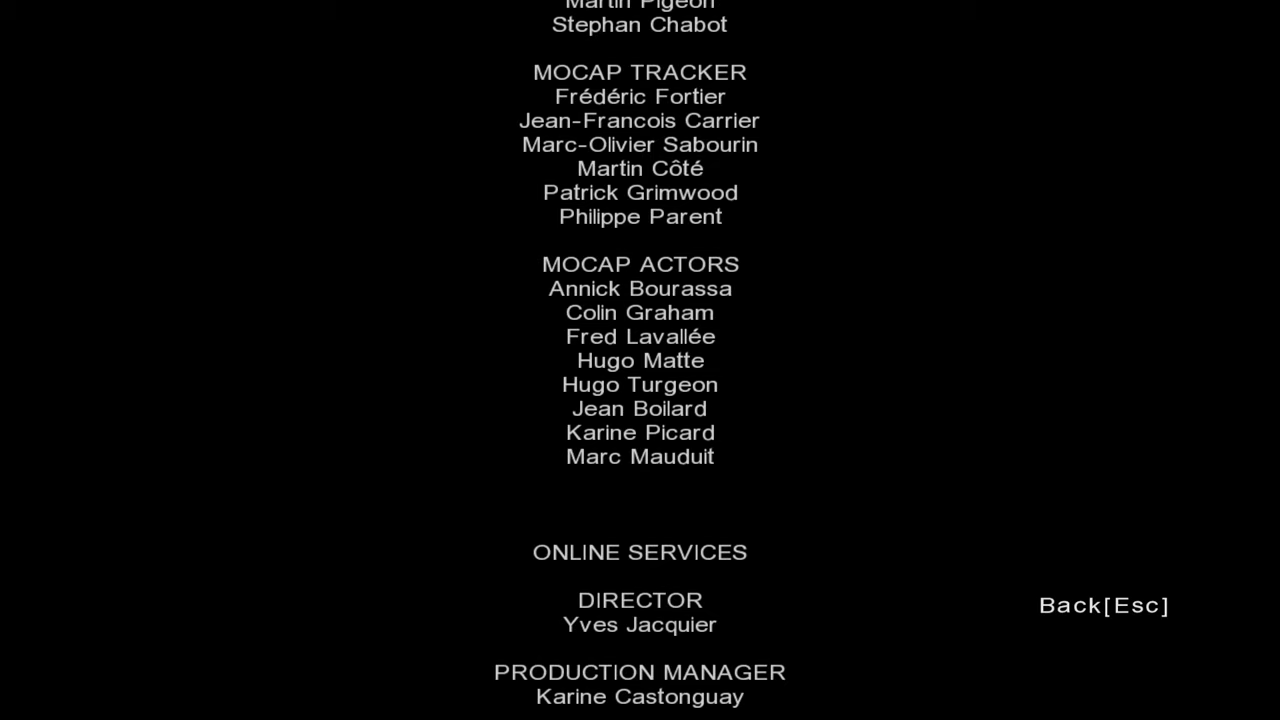 Martin Pigeon
Stephan Chabot
MOCAP TRACKER
Frédéric Fortier
Jean-Francois Carrier
Marc-Olivier Sabourin
Martin Côté
Patrick Grimwood
Philippe Parent
MOCAP ACTORS
Annick Bourassa
Colin Graham
Fred Lavallée
Hugo Matte
Hugo Turgeon
Jean Boilard
Karine Picard
Marc Mauduit
ONLINE SERVICES
DIRECTOR
Back[Esc]
Yves Jacquier
PRODUCTION MANAGER
Karine Castonguay